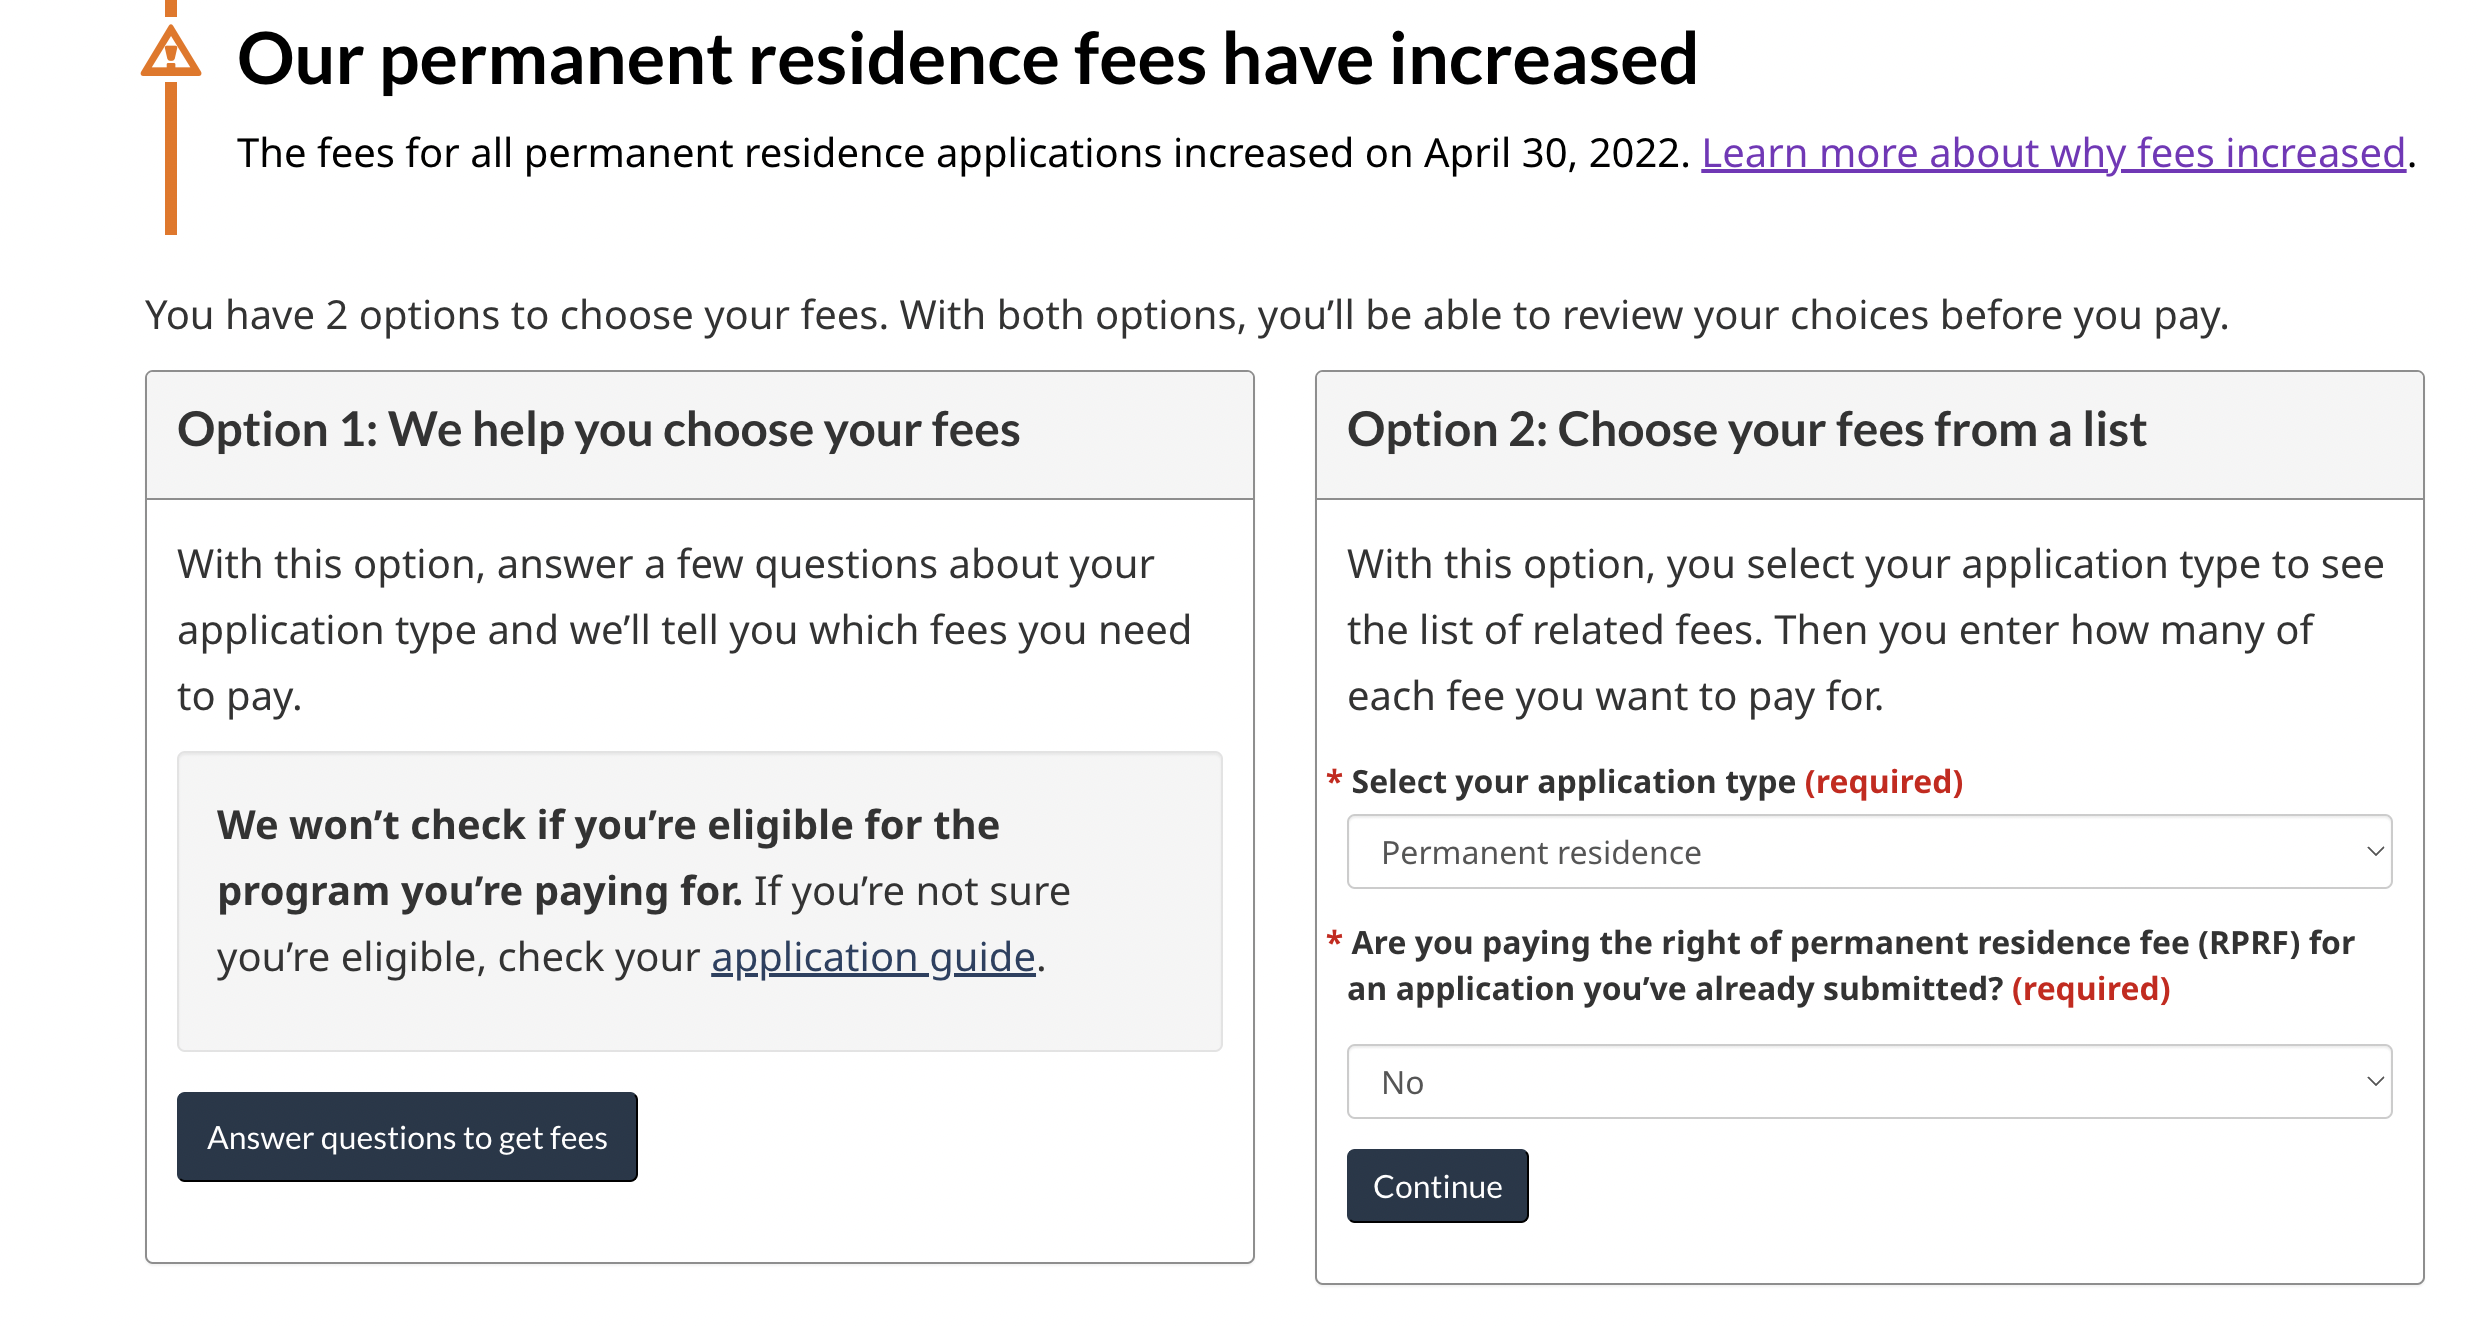 Our permanent residence fees have increased
The fees for all permanent residence applications increased on April 30, 2022. Learn more about why fees increased.
You have 2 options to choose your fees. With both options, you’ll be able to review your choices before you pay.
Option 1: We help you choose your fees
With this option, answer a few questions about your
application type and we’ll tell you which fees you need
to pay.
We won’t check if you’re eligible for the
program you’re paying for. If you’re not sure
you’re eligible, check your application guide.
Answer questions to get fees
Option 2: Choose your fees from a list
With this option, you select your application type to see
the list of related fees. Then you enter how many of
each fee you want to pay for.
* Select your application type (required)
Permanent residence
* Are you paying the right of permanent residence fee (RPRF) for
an application you’ve already submitted? (required)
No
Continue